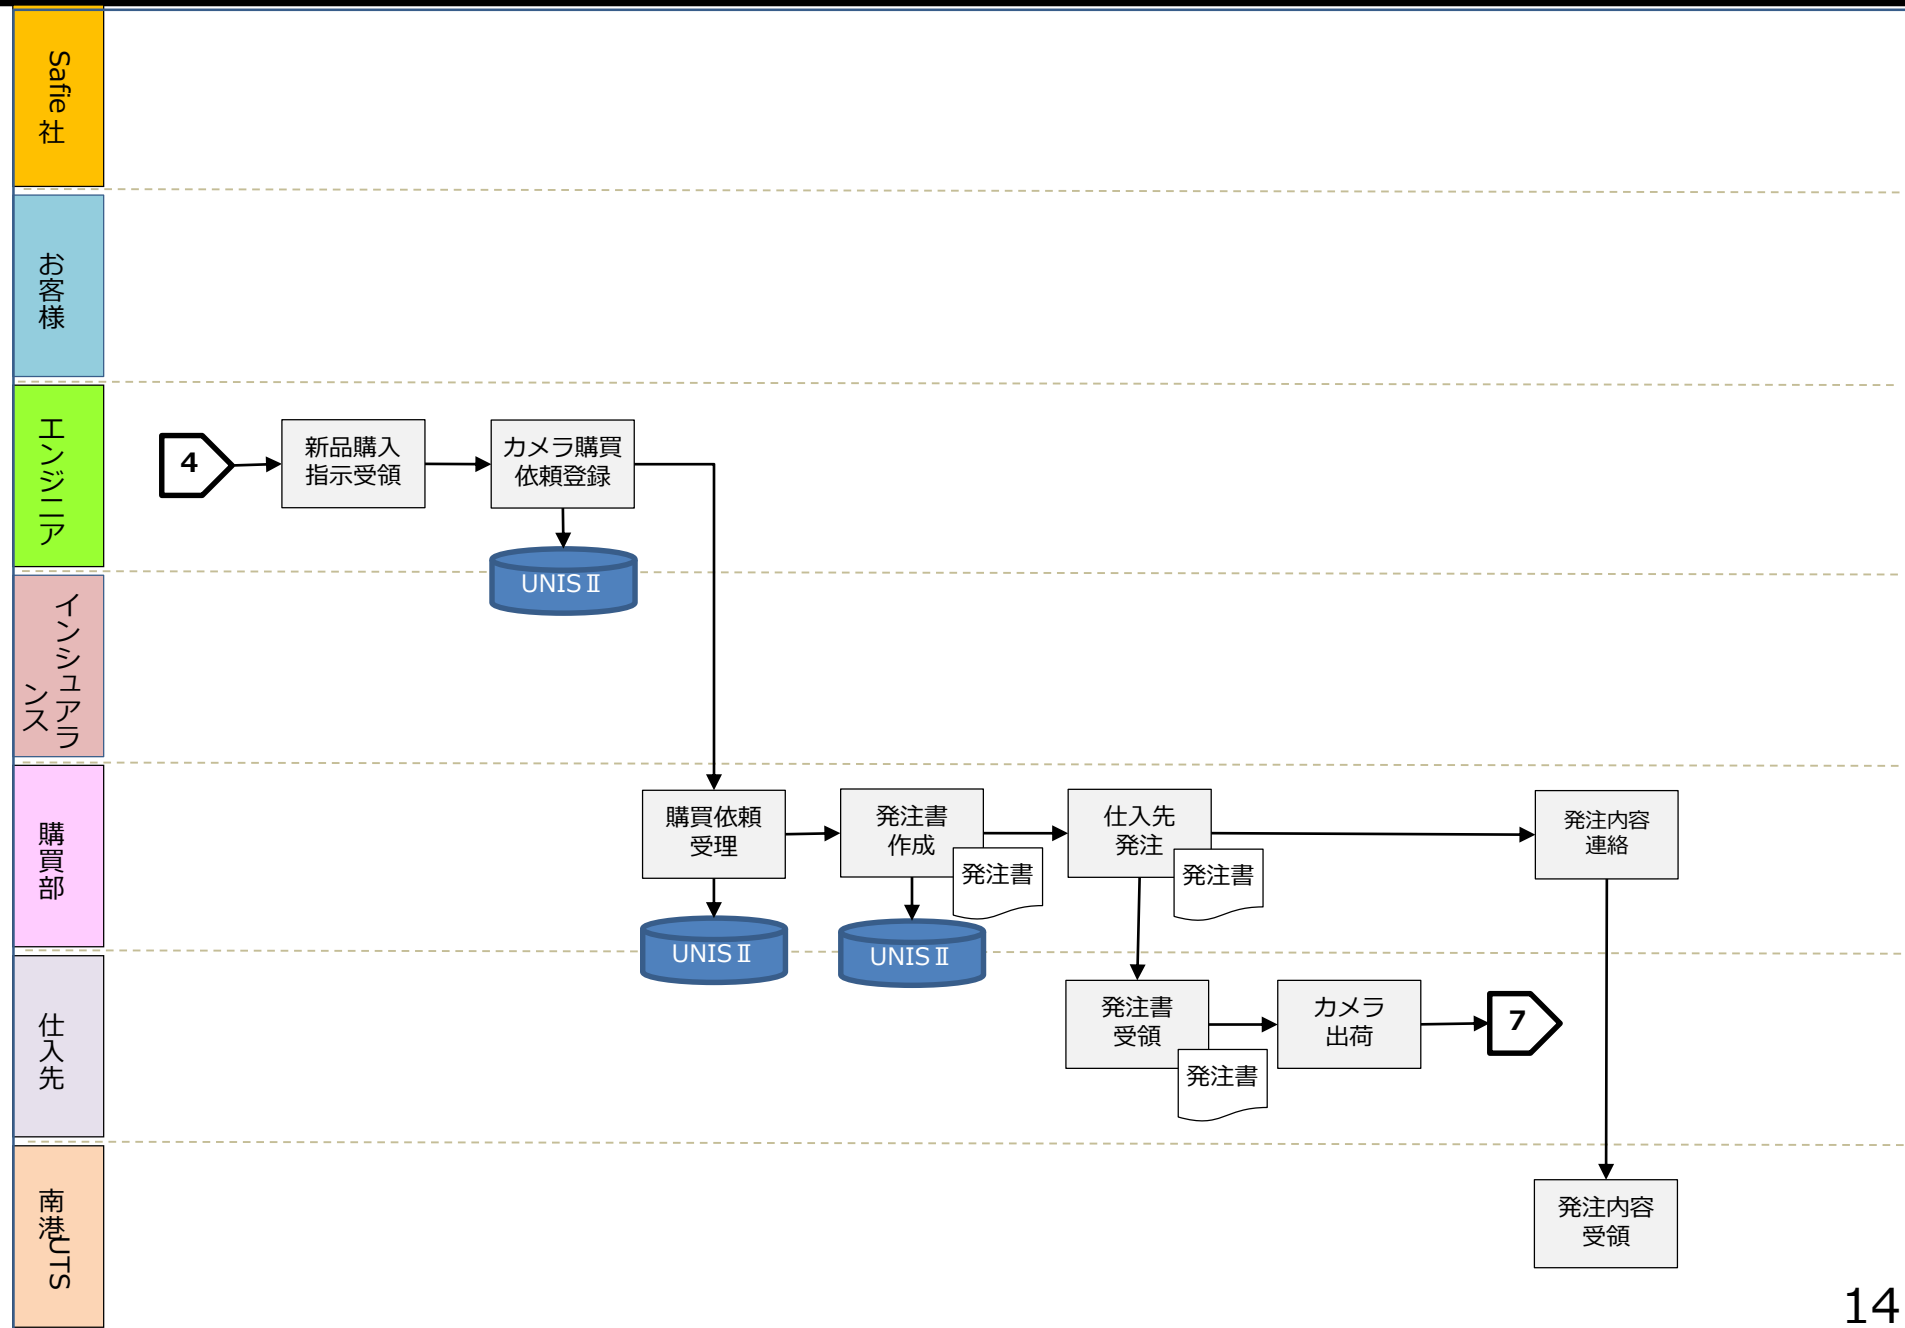 Safie社
お客様
エンジニア
4
新品購入
指示受領
カメラ購買
依頼登録
UNISⅡ
インシュアラ
ンス
購買部
購買依頼
受理
発注書
作成
発注書
仕入先
発注
発注書
発注内容
連絡
UNISⅡ
UNISⅡ
仕入先
発注書
受領
発注書
カメラ
出荷
7
南港UTS
発注内容
受領
14